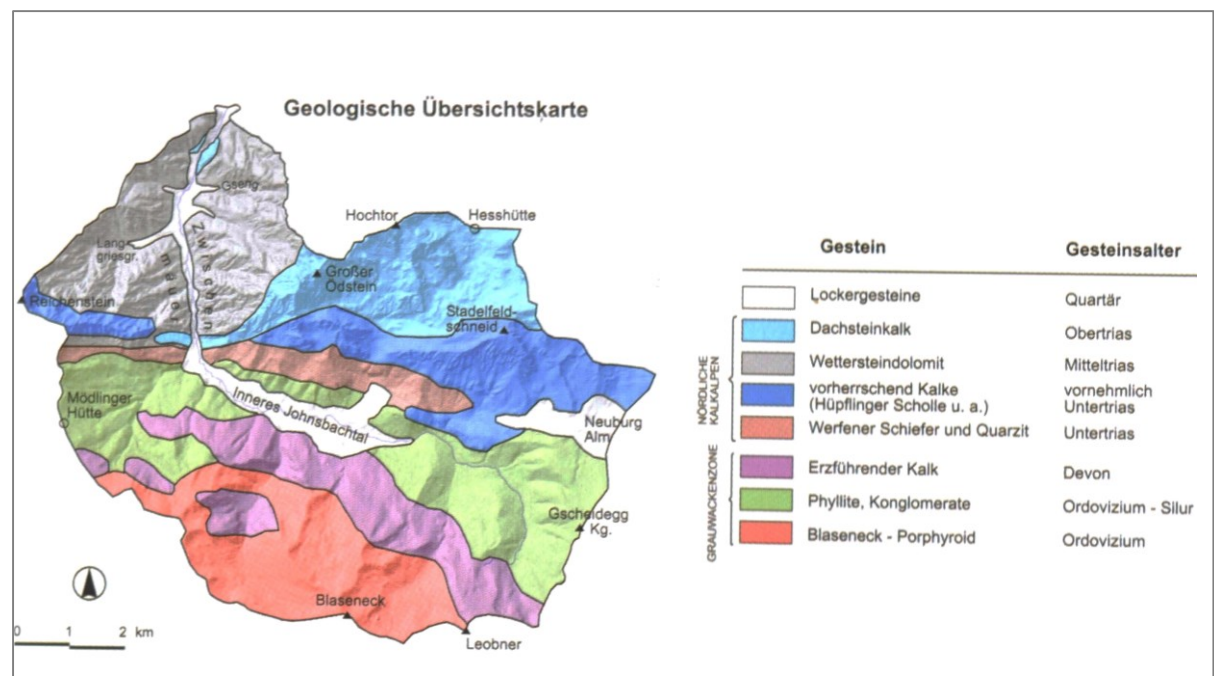 Geologische Übersichtskarte
Gseng
Hochtor
Hesshütte
Lang
griesgr.
Zwischen
mäuer
Großer
Ödstein
Reichenstein
Stadelfeld-
schneid
Mödlinger
Hütte
Inneres Johnsbachtal
Neuburg
Alm
Gscheidegg
Kg.
Blaseneck
Leobner
0 1 2 km
Gestein Gesteinsalter
Lockergesteine Quartär
NÖRDLICHE
KALKALPEN
Dachsteinkalk Obertrias
Wettersteindolomit Mitteltrias
vorherrschend Kalke vornehmlich
(Hüpflinger Scholle u. a.) Untertrias
Werfener Schiefer und Quarzit Untertrias
GRAUWACKENZONE
Erzführender Kalk Devon
Phyllite, Konglomerate Ordovizium - Silur
Blaseneck - Porphyroid Ordovizium